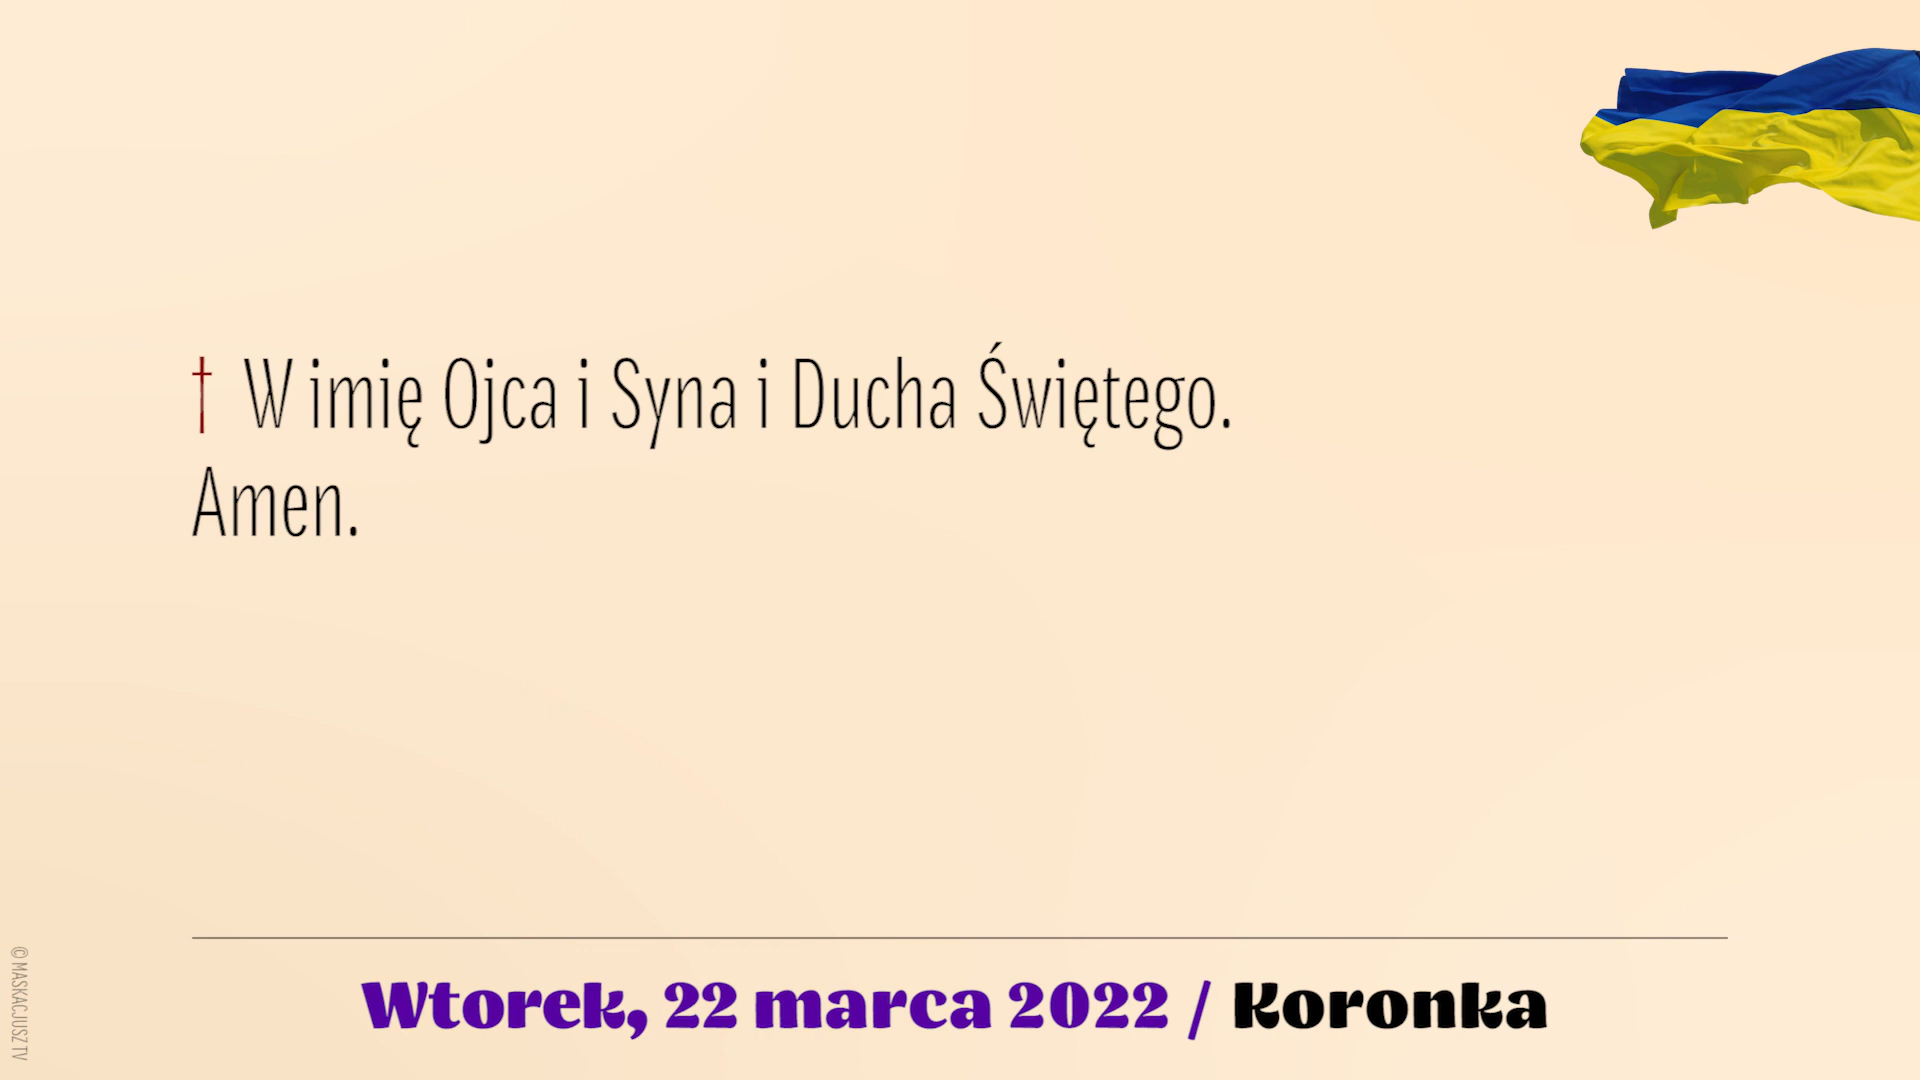 † W imię Ojca i Syna i Ducha Świętego.
Amen.
Wtorek, 22 marca 2022 / Koronka
© MASKACJUSZ TV